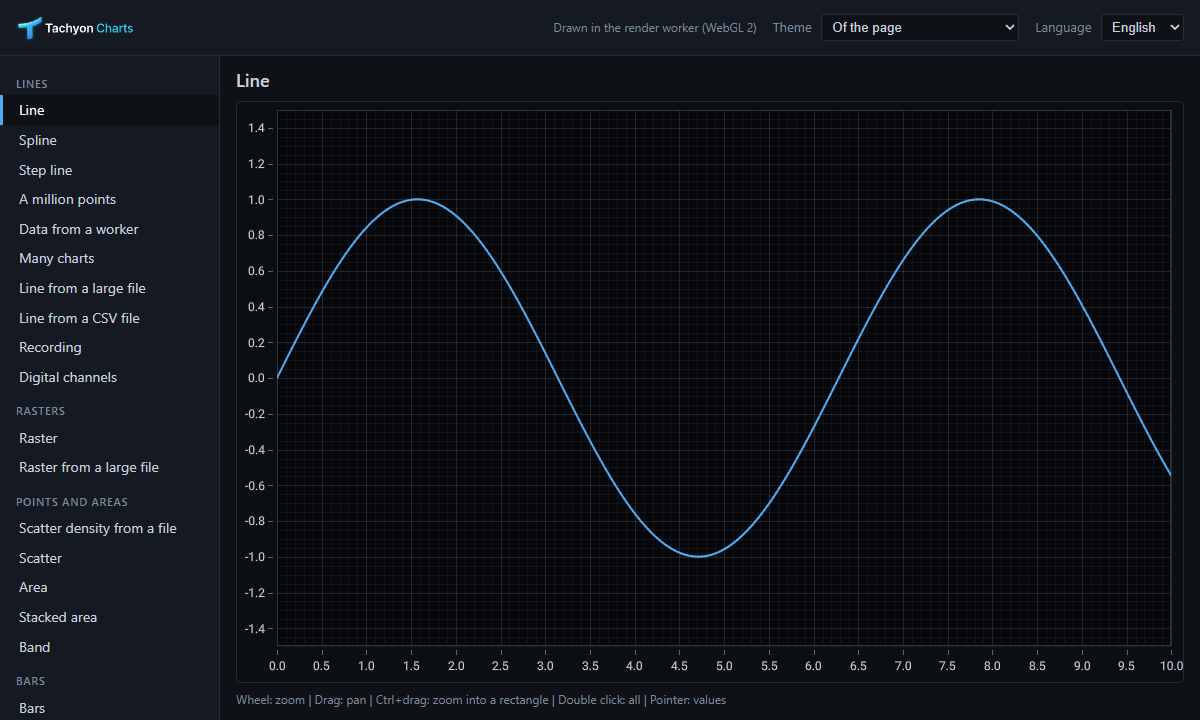 Tachyon Charts
Drawn in the render worker (WebGL 2)
Theme
Of the page
Language
English
LINES
Line
Spline
Step line
A million points
Data from a worker
Many charts
Line from a large file
Line from a CSV file
Recording
Digital channels
RASTERS
Raster
Raster from a large file
POINTS AND AREAS
Scatter density from a file
Scatter
Area
Stacked area
Band
BARS
Bars
Line
1.4
1.2
1.0
0.8
0.6
0.4
0.2
0.0
-0.2
-0.4
-0.6
-0.8
-1.0
-1.2
-1.4
0.0 0.5 1.0 1.5 2.0 2.5 3.0 3.5 4.0 4.5 5.0 5.5 6.0 6.5 7.0 7.5 8.0 8.5 9.0 9.5 10.0
Wheel: zoom | Drag: pan | Ctrl+drag: zoom into a rectangle | Double click: all | Pointer: values